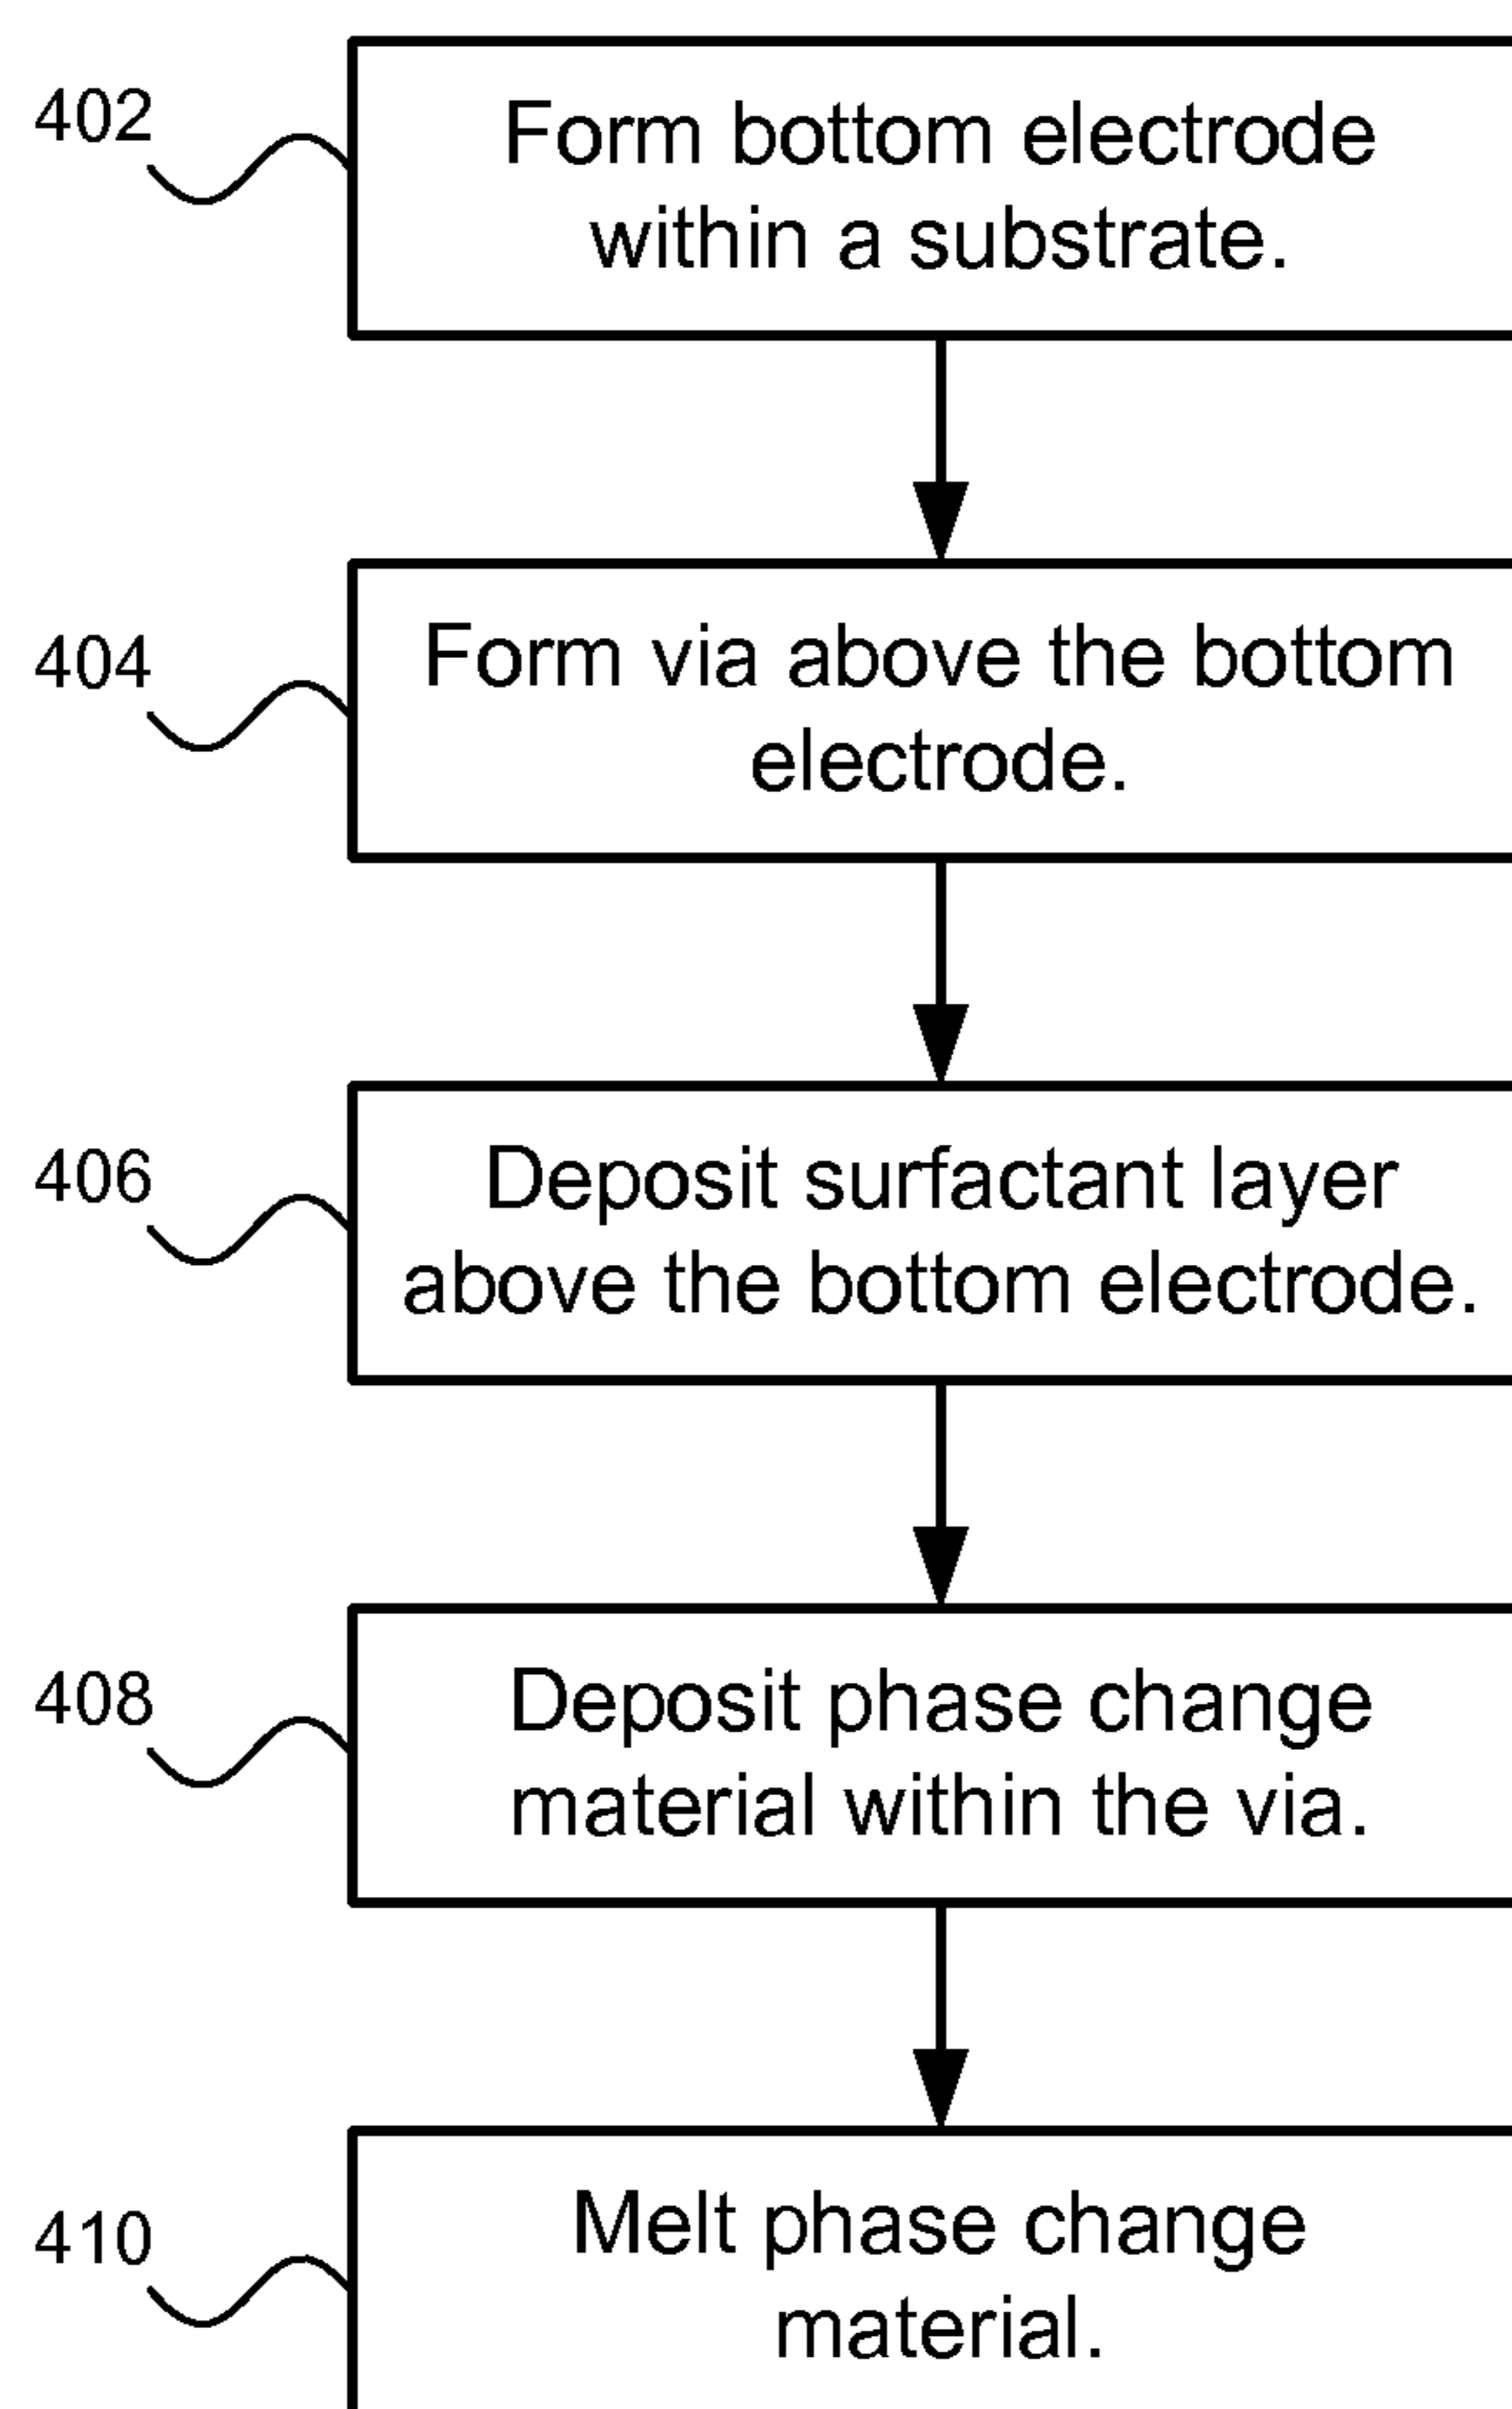 402
Form bottom electrode
within a substrate.
404
Form via above the bottom
electrode.
406
Deposit surfactant layer
above the bottom electrode.
408
Deposit phase change
material within the via.
410
Melt phase change
material.